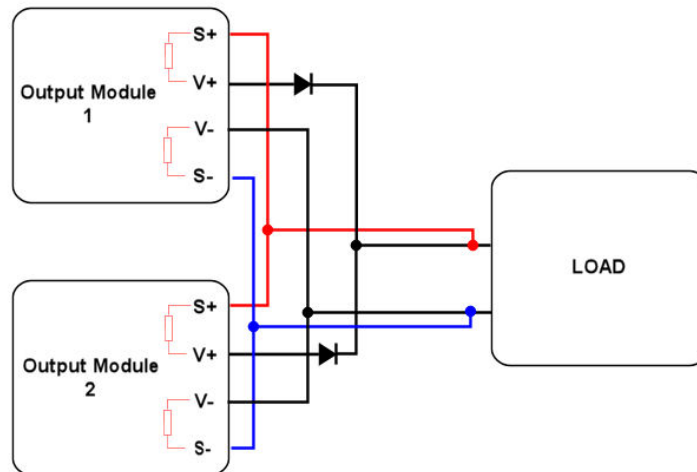 S+
V+
Output Module
1
V-
S-
LOAD
S+
V+
Output Module
2
V-
S-